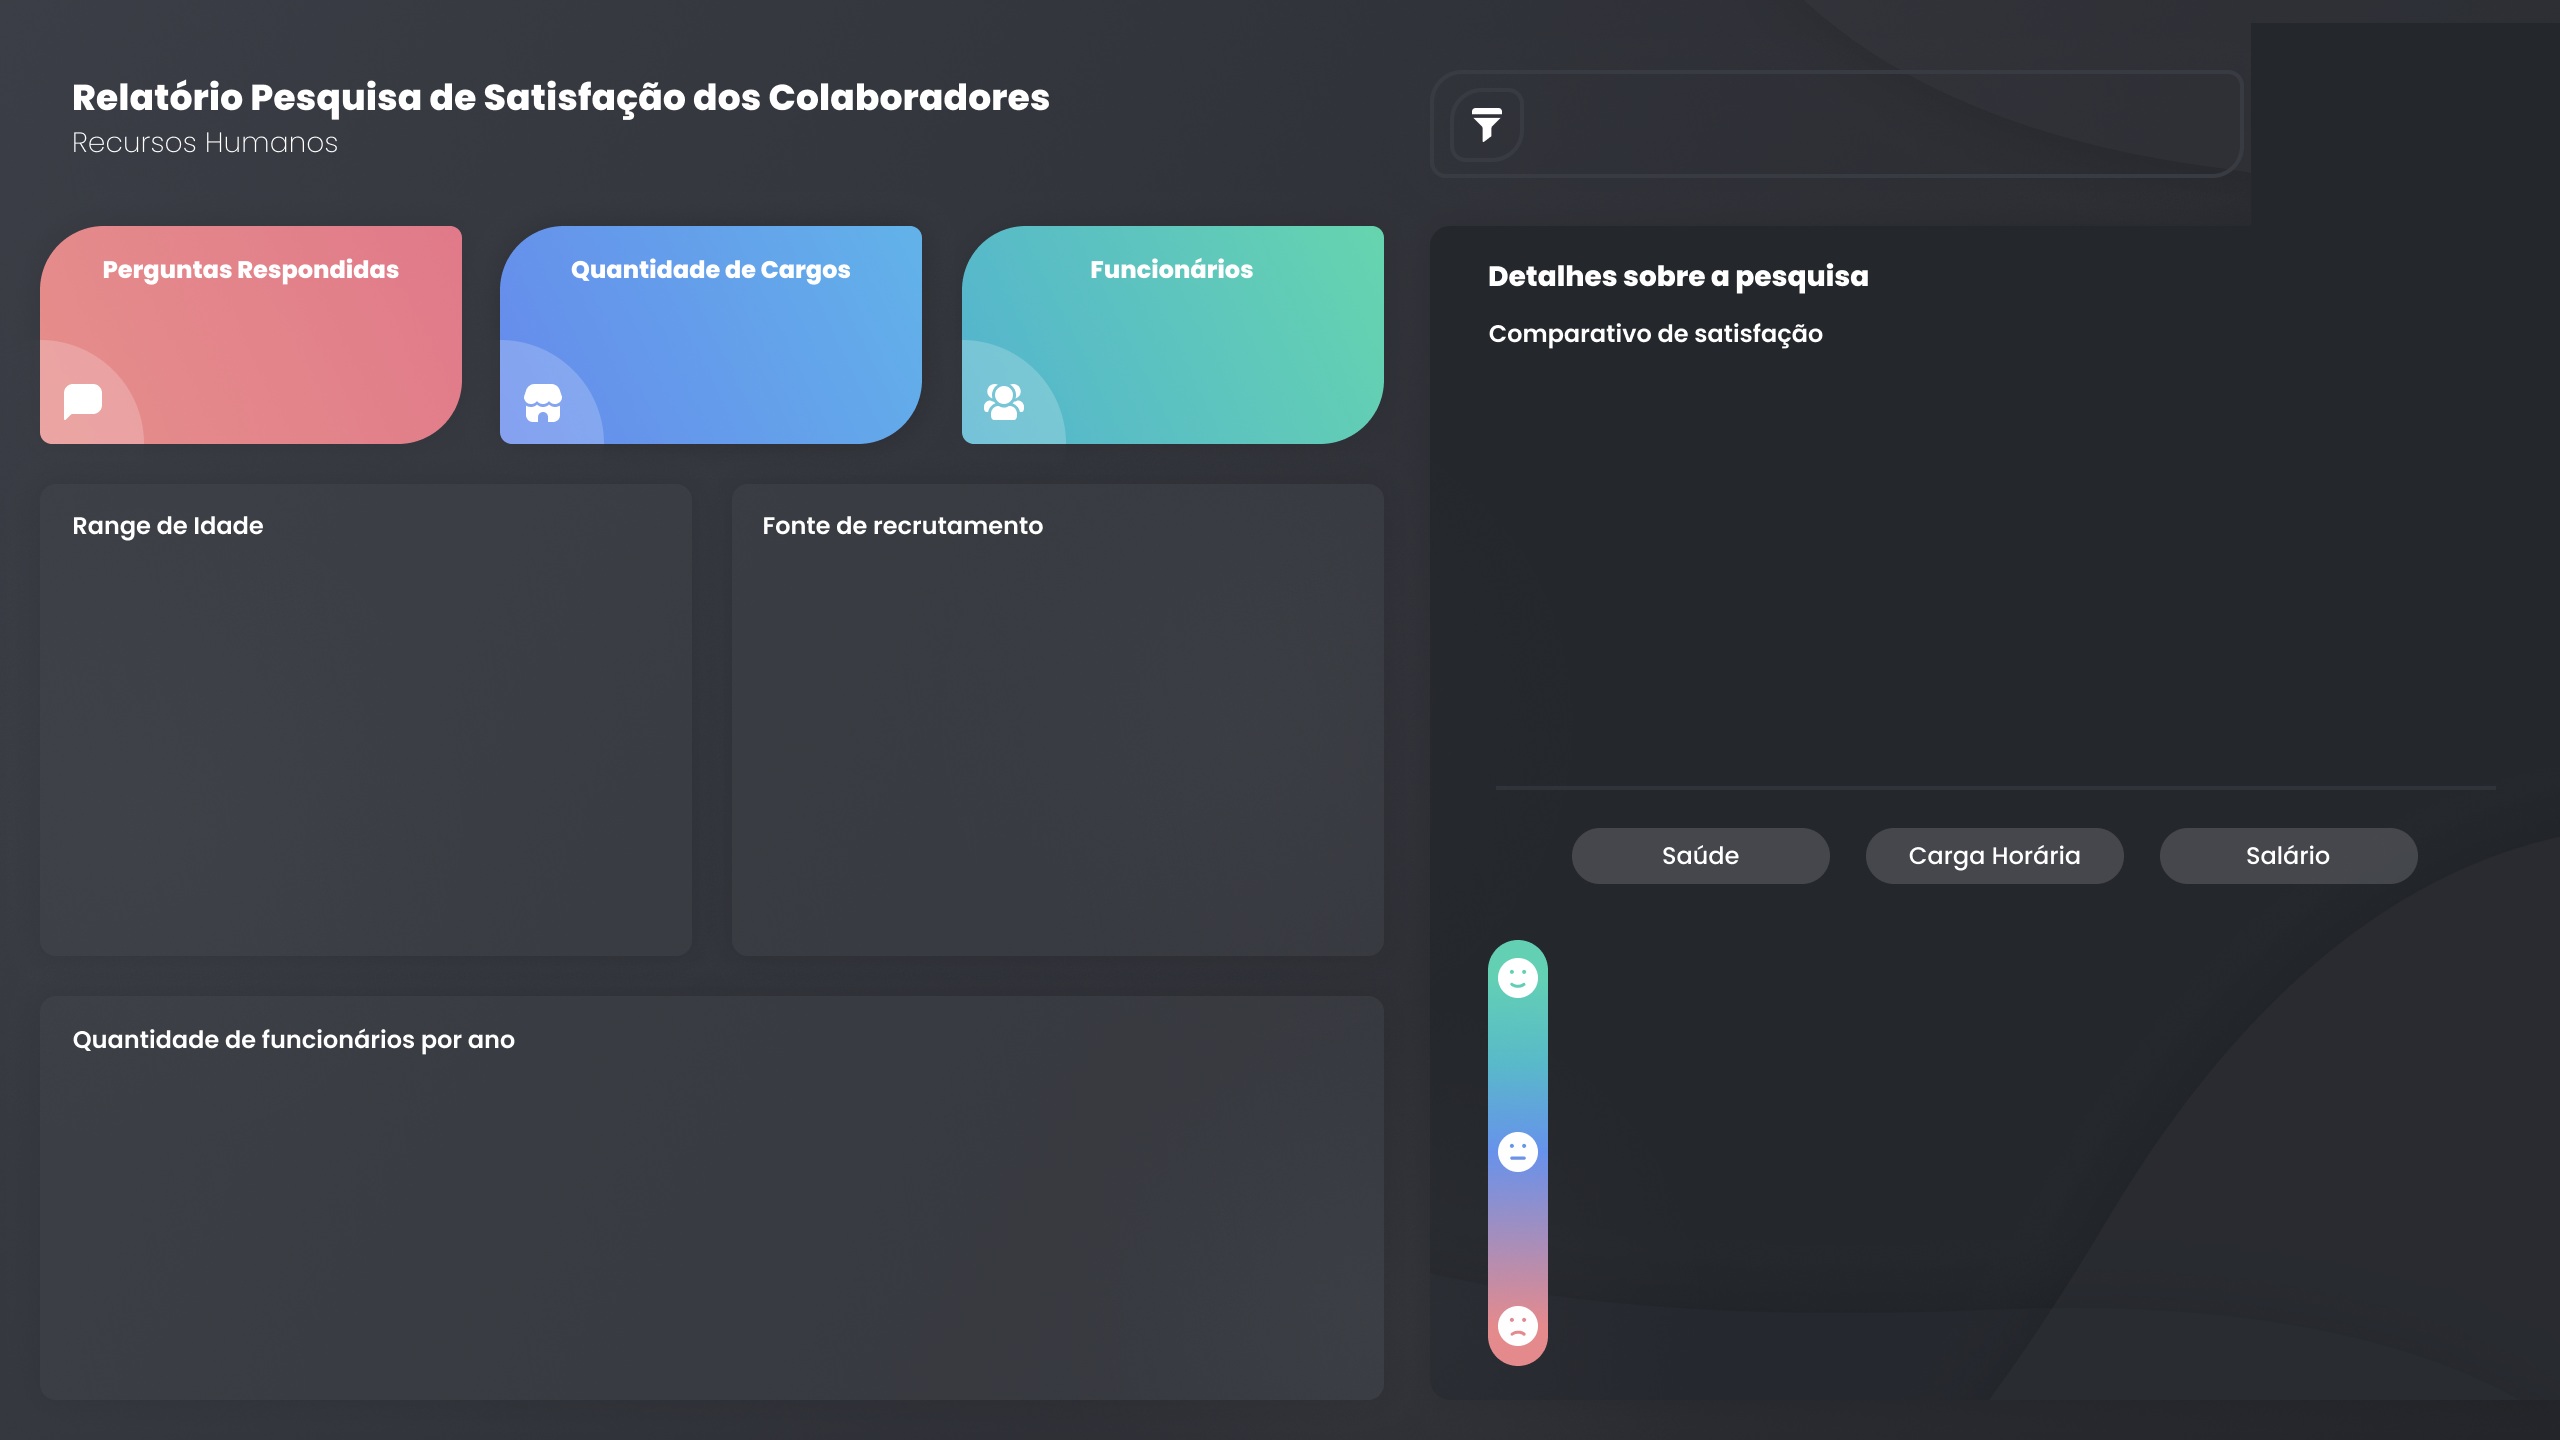 Relatório Pesquisa de Satisfação dos Colaboradores
Recursos Humanos
Perguntas Respondidas
Quantidade de Cargos
Funcionários
Range de Idade
Fonte de recrutamento
Quantidade de funcionários por ano
Detalhes sobre a pesquisa
Comparativo de satisfação
Saúde
Carga Horária
Salário